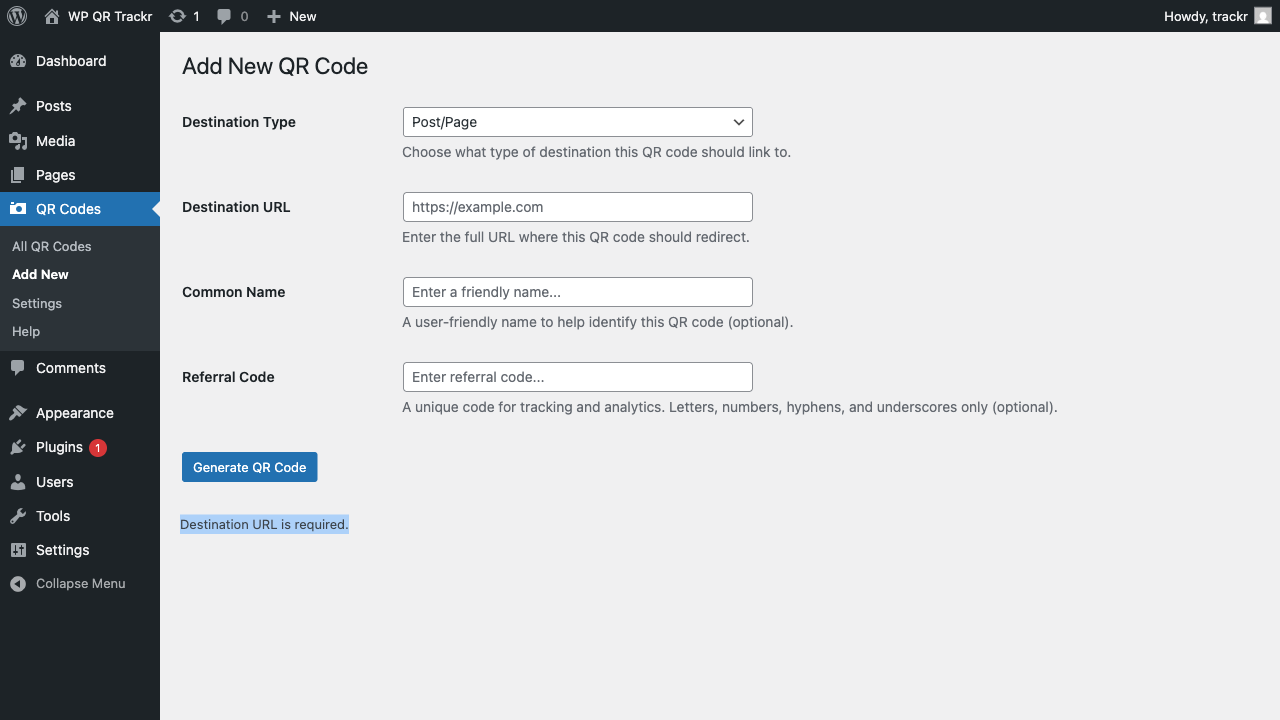 WP QR Trackr 1 0 New Howdy, trackr
Dashboard
Posts
Media
Pages
QR Codes
All QR Codes
Add New
Settings
Help
Comments
Appearance
Plugins 1
Users
Tools
Settings
Collapse Menu
Add New QR Code
Destination Type
Post/Page
Choose what type of destination this QR code should link to.
Destination URL
https://example.com
Enter the full URL where this QR code should redirect.
Common Name
Enter a friendly name...
A user-friendly name to help identify this QR code (optional).
Referral Code
Enter referral code...
A unique code for tracking and analytics. Letters, numbers, hyphens, and underscores only (optional).
Generate QR Code
Destination URL is required.